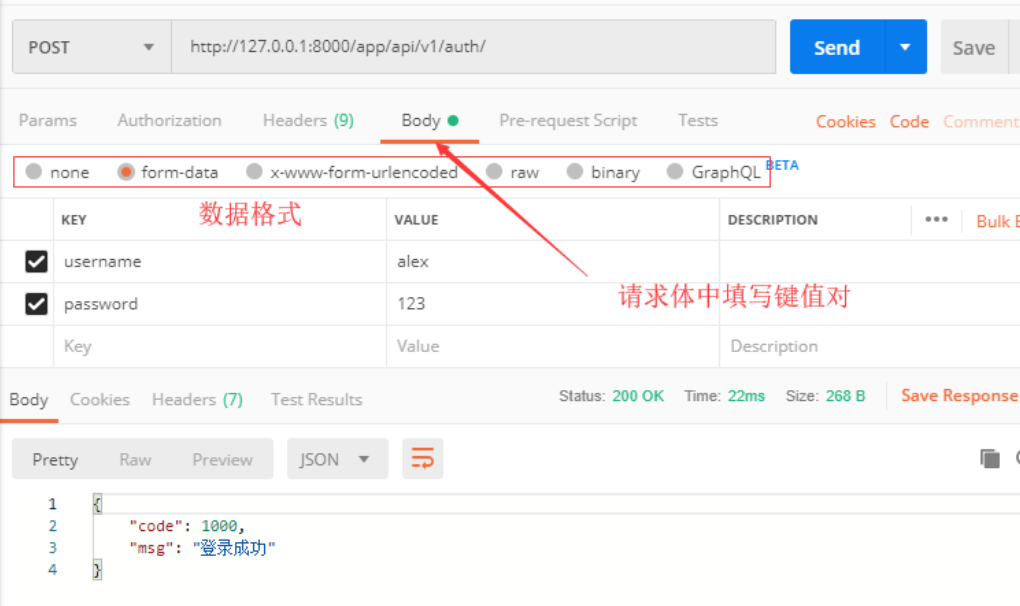 POST http://127.0.0.1:8000/app/api/v1/auth/ Send Save
Params Authorization Headers (9) Body Pre-request Script Tests Cookies Code Comment
none form-data x-www-form-urlencoded raw binary GraphQL BETA
数据格式
KEY VALUE DESCRIPTION ••• Bulk E
username alex
password 123
请求体中填写键值对
Key Value Description
Body Cookies Headers (7) Test Results Status: 200 OK Time: 22ms Size: 268 B Save Response
Pretty Raw Preview JSON
1 {
2 "code": 1000,
3 "msg": "登录成功"
4 }